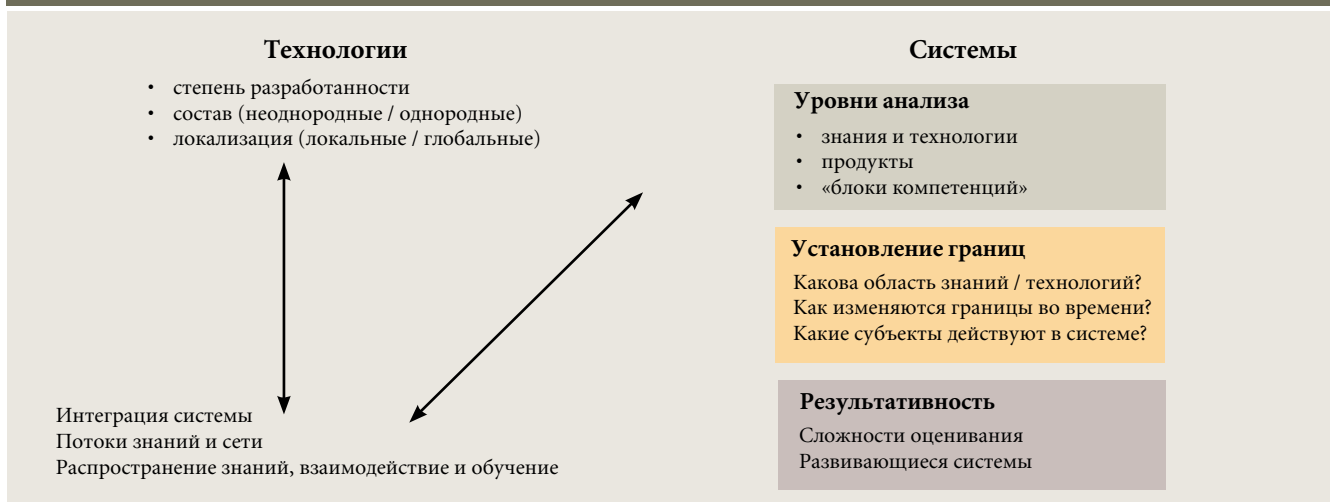 Технологии
• степень разработанности
• состав (неоднородные / однородные)
• локализация (локальные / глобальные)
Интеграция системы
Потоки знаний и сети
Распространение знаний, взаимодействие и обучение
Системы
Уровни анализа
• знания и технологии
• продукты
• «блоки компетенций»
Установление границ
Какова область знаний / технологий?
Как изменяются границы во времени?
Какие субъекты действуют в системе?
Результативность
Сложности оценивания
Развивающиеся системы